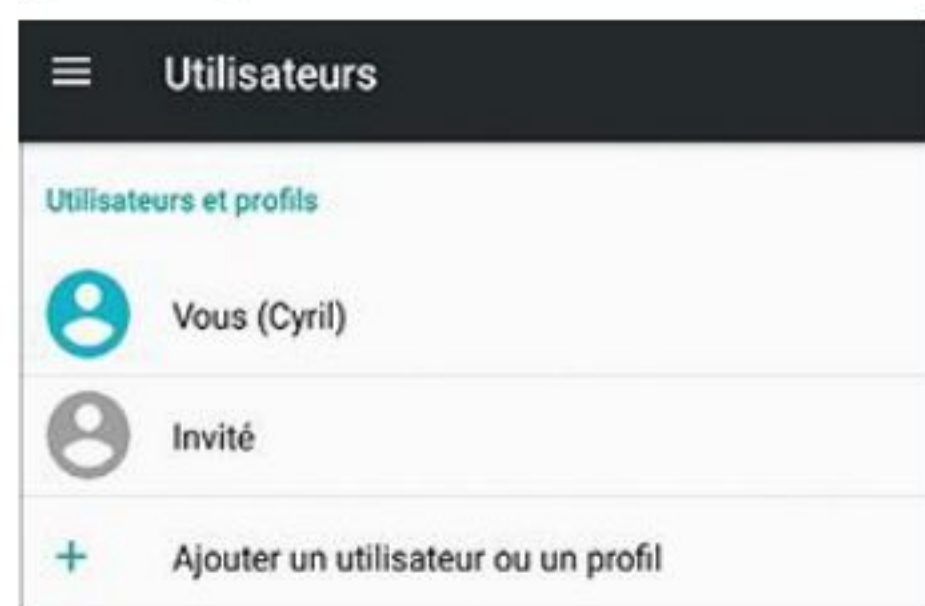 Utilisateurs
Utilisateurs et profils
Vous (Cyril)
Invité
Ajouter un utilisateur ou un profil